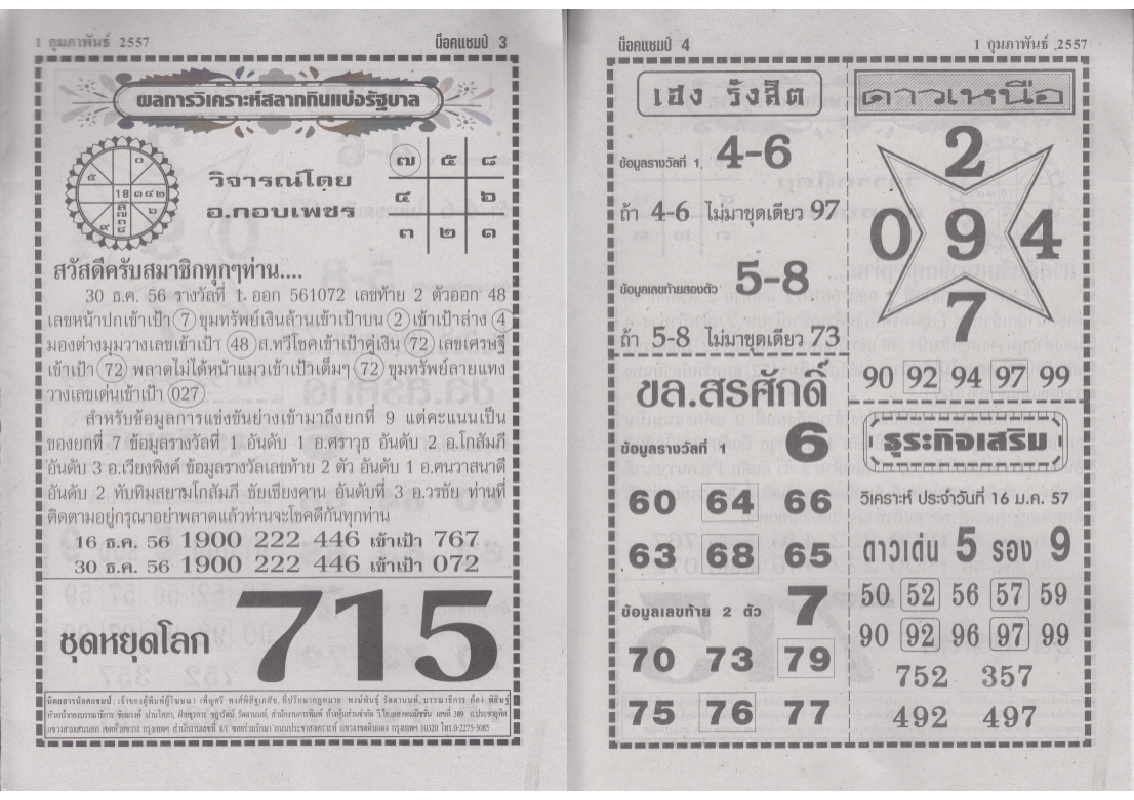 1 กุมภาพันธ์ 2557
น็อคแชมป์ 3
ผลการวิเคราะห์สลากกินแบ่งรัฐบาล
๑
๕
18 ๓๔๒
๒
๙
วิจารณ์โดย
อ.กอบเพชร
๗ ๕ ๘
๔ ๒
๓ ๒ ๑
สวัสดีครับสมาชิกทุกๆท่าน....
30 ธ.ค. 56 รางวัลที่ 1. ออก 561072 เลขท้าย 2 ตัวออก 48
เลขหน้าปกเข้าเป้า 7 ขุมทรัพย์เงินล้านเข้าเป้าบน 2 เข้าเป้าล่าง 4
มองต่างมุมวางเลขเข้าเป้า 48 ส.ทวีโชคเข้าเป้าคู่เงิน 72 เลขเศรษฐี
เข้าเป้า 72 พลาดไม่ได้หน้าแมวเข้าเป้าเต็มๆ 72 ขุมทรัพย์ลายแทง
วางเลขเด่นเข้าเป้า 027
สำหรับข้อมูลการแข่งขันย่างเข้ามาถึงยกที่ 9 แต่คะแนนเป็น
ของยกที่ 7 ข้อมูลรางวัลที่ 1 อันดับ 1 อ.ศราวุธ อันดับ 2 อ.โกสัมภี
อันดับ 3 อ.เวียงพิงค์ ข้อมูลรางวัลเลขท้าย 2 ตัว อันดับ 1 อ.คนวาสนาดี
อันดับ 2 ทับทิมสยามโกสัมภี ชัยเชียงคาน อันดับที่ 3 อ.วรชัย ท่านที่
ติดตามอยู่กรุณาอย่าพลาดแล้วท่านจะโชคดีกันทุกท่าน
16 ธ.ค. 56 1900 222 446 เข้าเป้า 767
30 ธ.ค. 56 1900 222 446 เข้าเป้า 072
ชุดหยุดโลก 715
น็อคแชมป์ 4
1 กุมภาพันธ์ 2557
เฮง รังสิต
ข้อมูลรางวัลที่ 1. 4-6
ถ้า 4-6 ไม่มาชุดเดียว 97
ข้อมูลเลขท้ายสองตัว 5-8
ถ้า 5-8 ไม่มาชุดเดียว 73
ขล.สรศักดิ์
ข้อมูลรางวัลที่ 1 6
60 64 66
63 68 65
ข้อมูลเลขท้าย 2 ตัว 7
70 73 79
75 76 77
ดาวเหนือ
2
0 9 4
7
90 92 94 97 99
ธุระกิจเสริม
วิเคราะห์ ประจำวันที่ 16 ม.ค. 57
ดาวเด่น 5 รอง 9
50 52 56 57 59
90 92 96 97 99
752 357
492 497